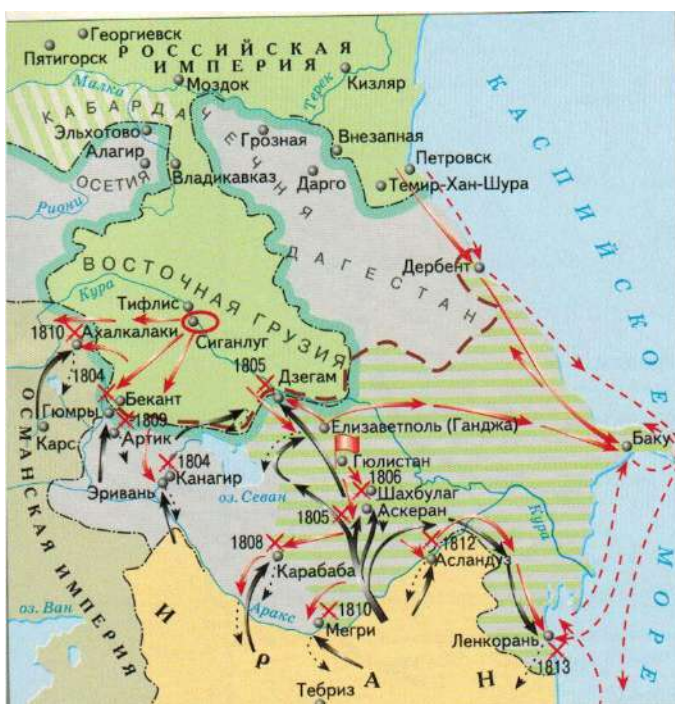 Георгиевск
Пятигорск
РОССИЙСКАЯ
ИМПЕРИЯ
Моздок
Кизляр
Малка
Терек
КАБАРДА
ЧЕЧНЯ
Эльхотово
Грозная
Внезапная
Алагир
ОСЕТИЯ
Владикавказ
Дарго
Петровск
Темир-Хан-Шура
Риони
ДАГЕСТАН
КАСПИЙСКОЕ
МОРЕ
Дербент
ВОСТОЧНАЯ ГРУЗИЯ
Кура
Тифлис
Сиганлуг
1810
Ахалкалаки
1805
Дзегам
1804
Бекант
Гюмры
1809
Артик
Карс
Елизаветполь (Ганджа)
Баку
Гюлистан
1804
Канагир
Эривань
оз. Севан
1806
Шахбулаг
Аскеран
1805
Кура
ОСМАНСКАЯ ИМПЕРИЯ
1808
Карабаба
1812
Асландуз
оз. Ван
Аракс
1810
Мегри
ИРАН
Ленкорань
1813
Тебриз